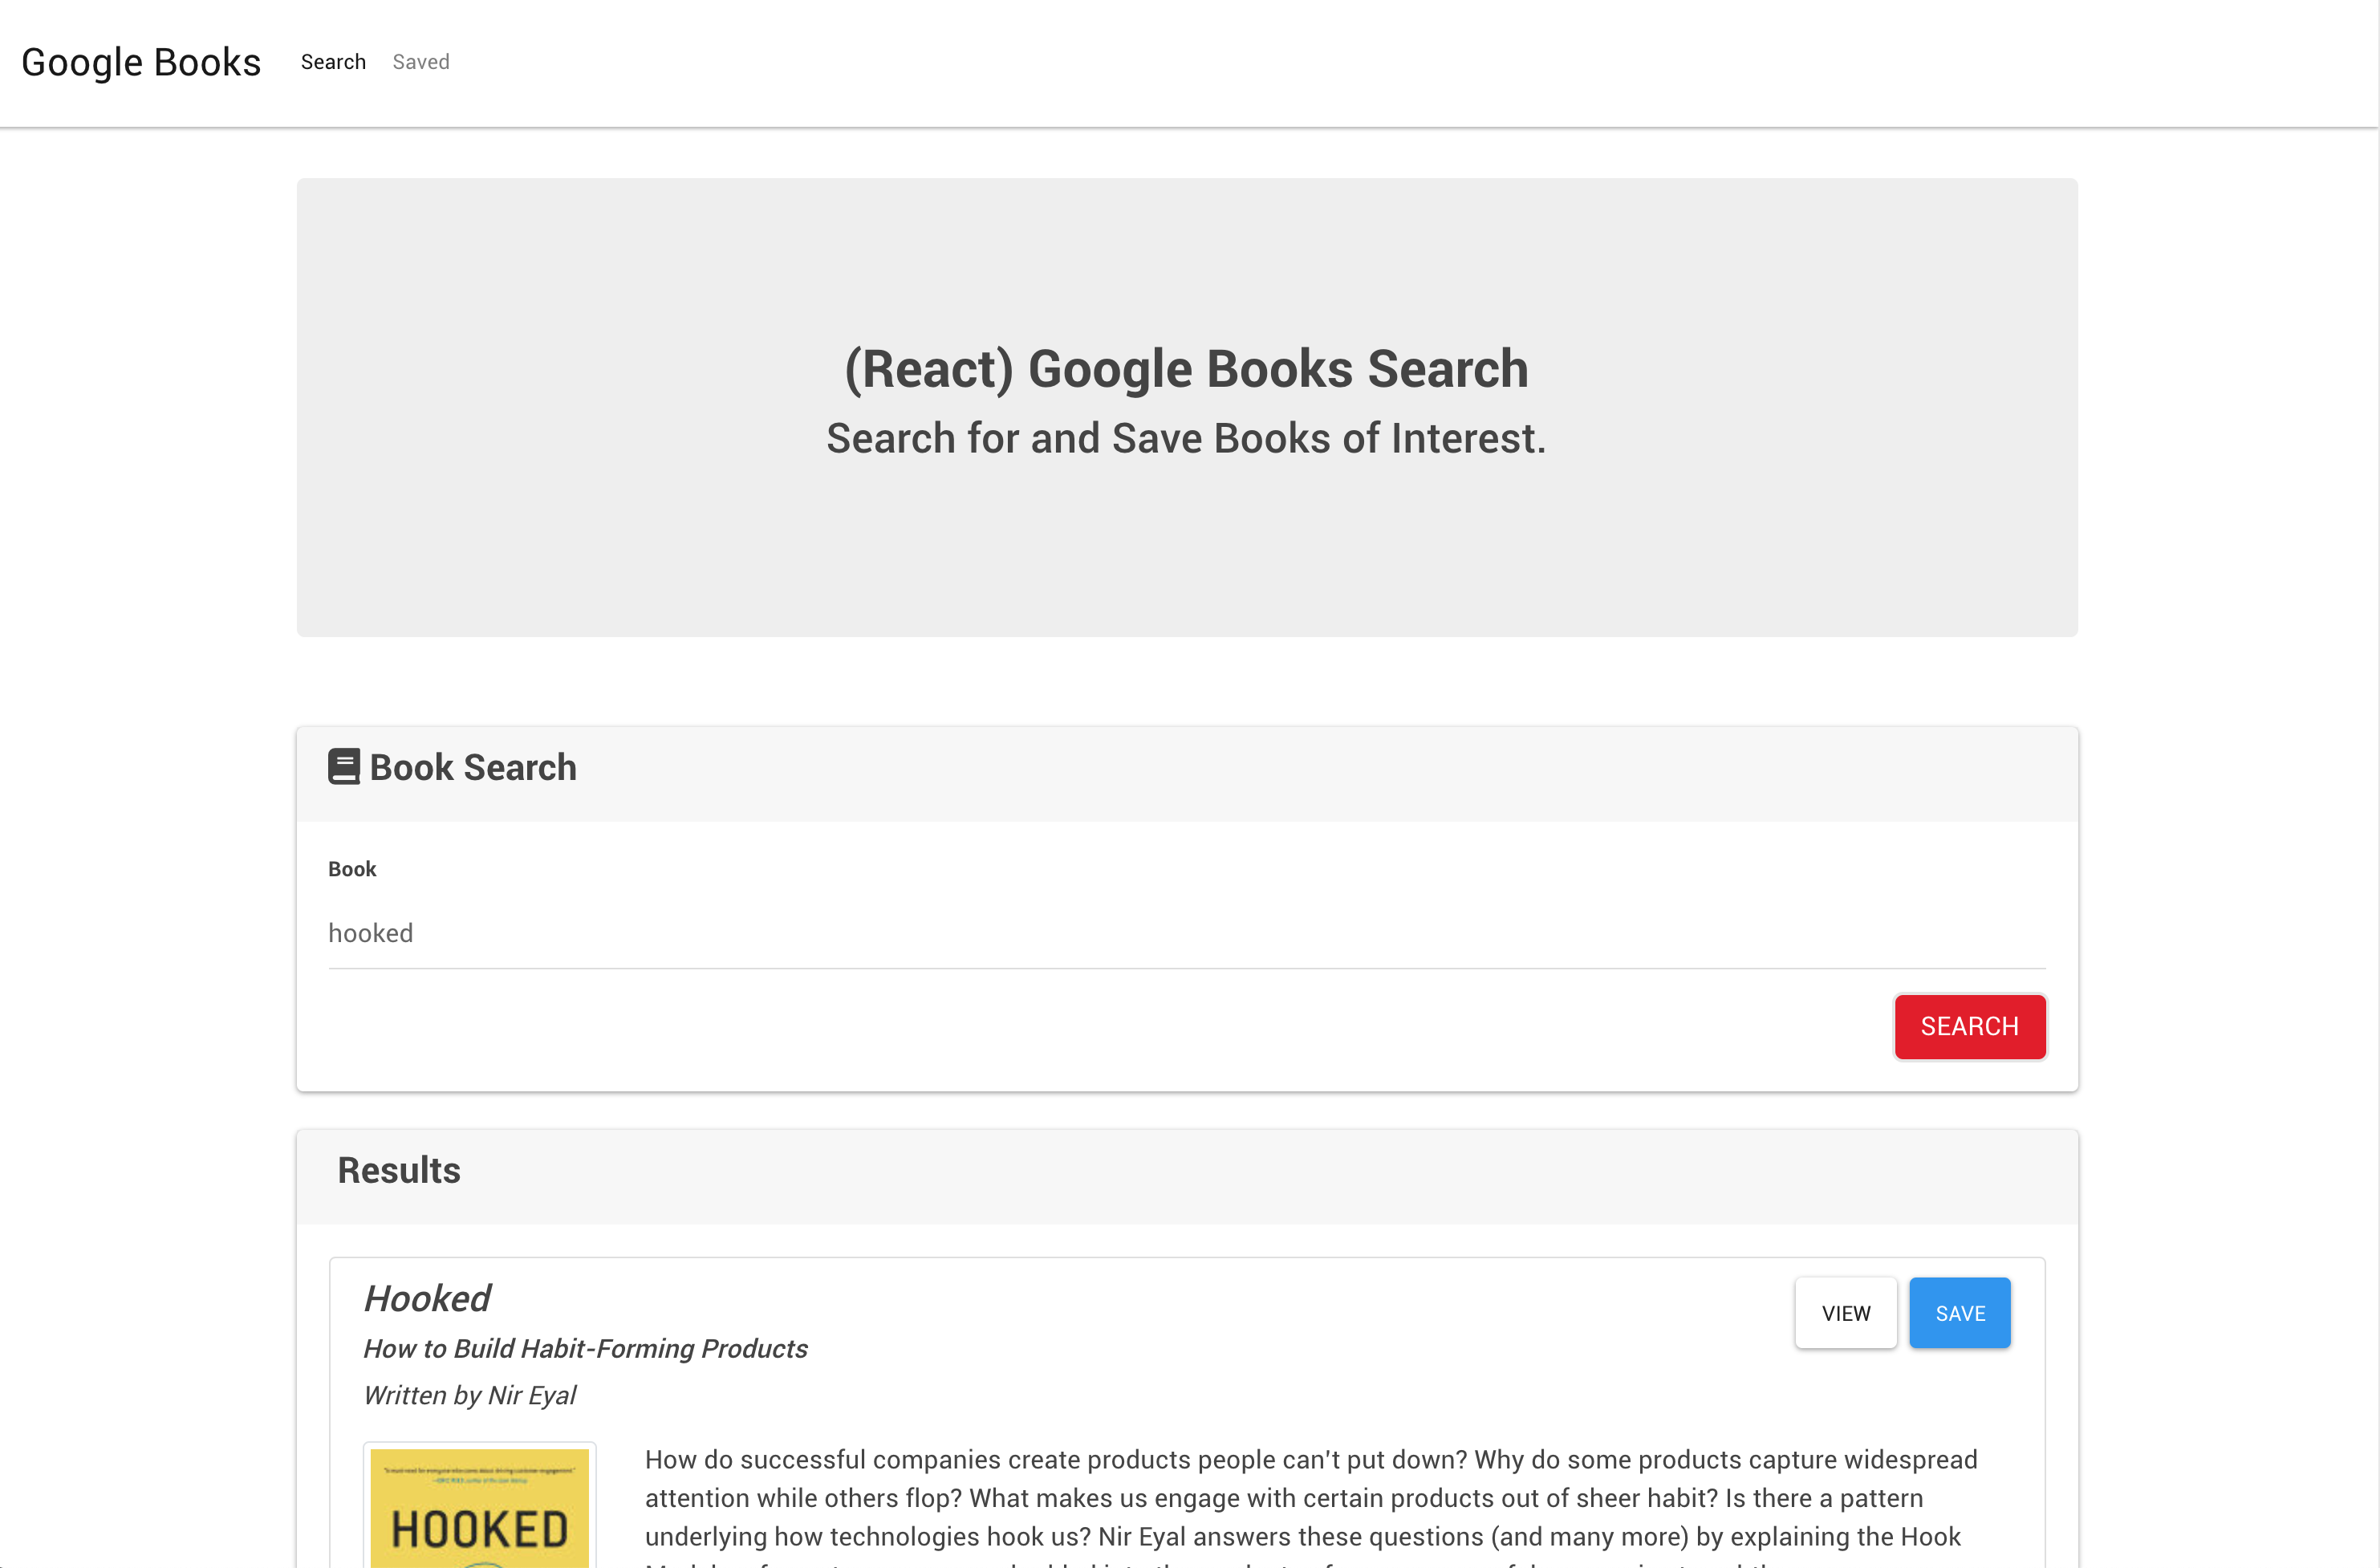 Google Books Search Saved
(React) Google Books Search
Search for and Save Books of Interest.
Book Search
Book
hooked
SEARCH
Results
Hooked
VIEW SAVE
How to Build Habit-Forming Products
Written by Nir Eyal
HOOKED
How do successful companies create products people can't put down? Why do some products capture widespread
attention while others flop? What makes us engage with certain products out of sheer habit? Is there a pattern
underlying how technologies hook us? Nir Eyal answers these questions (and many more) by explaining the Hook